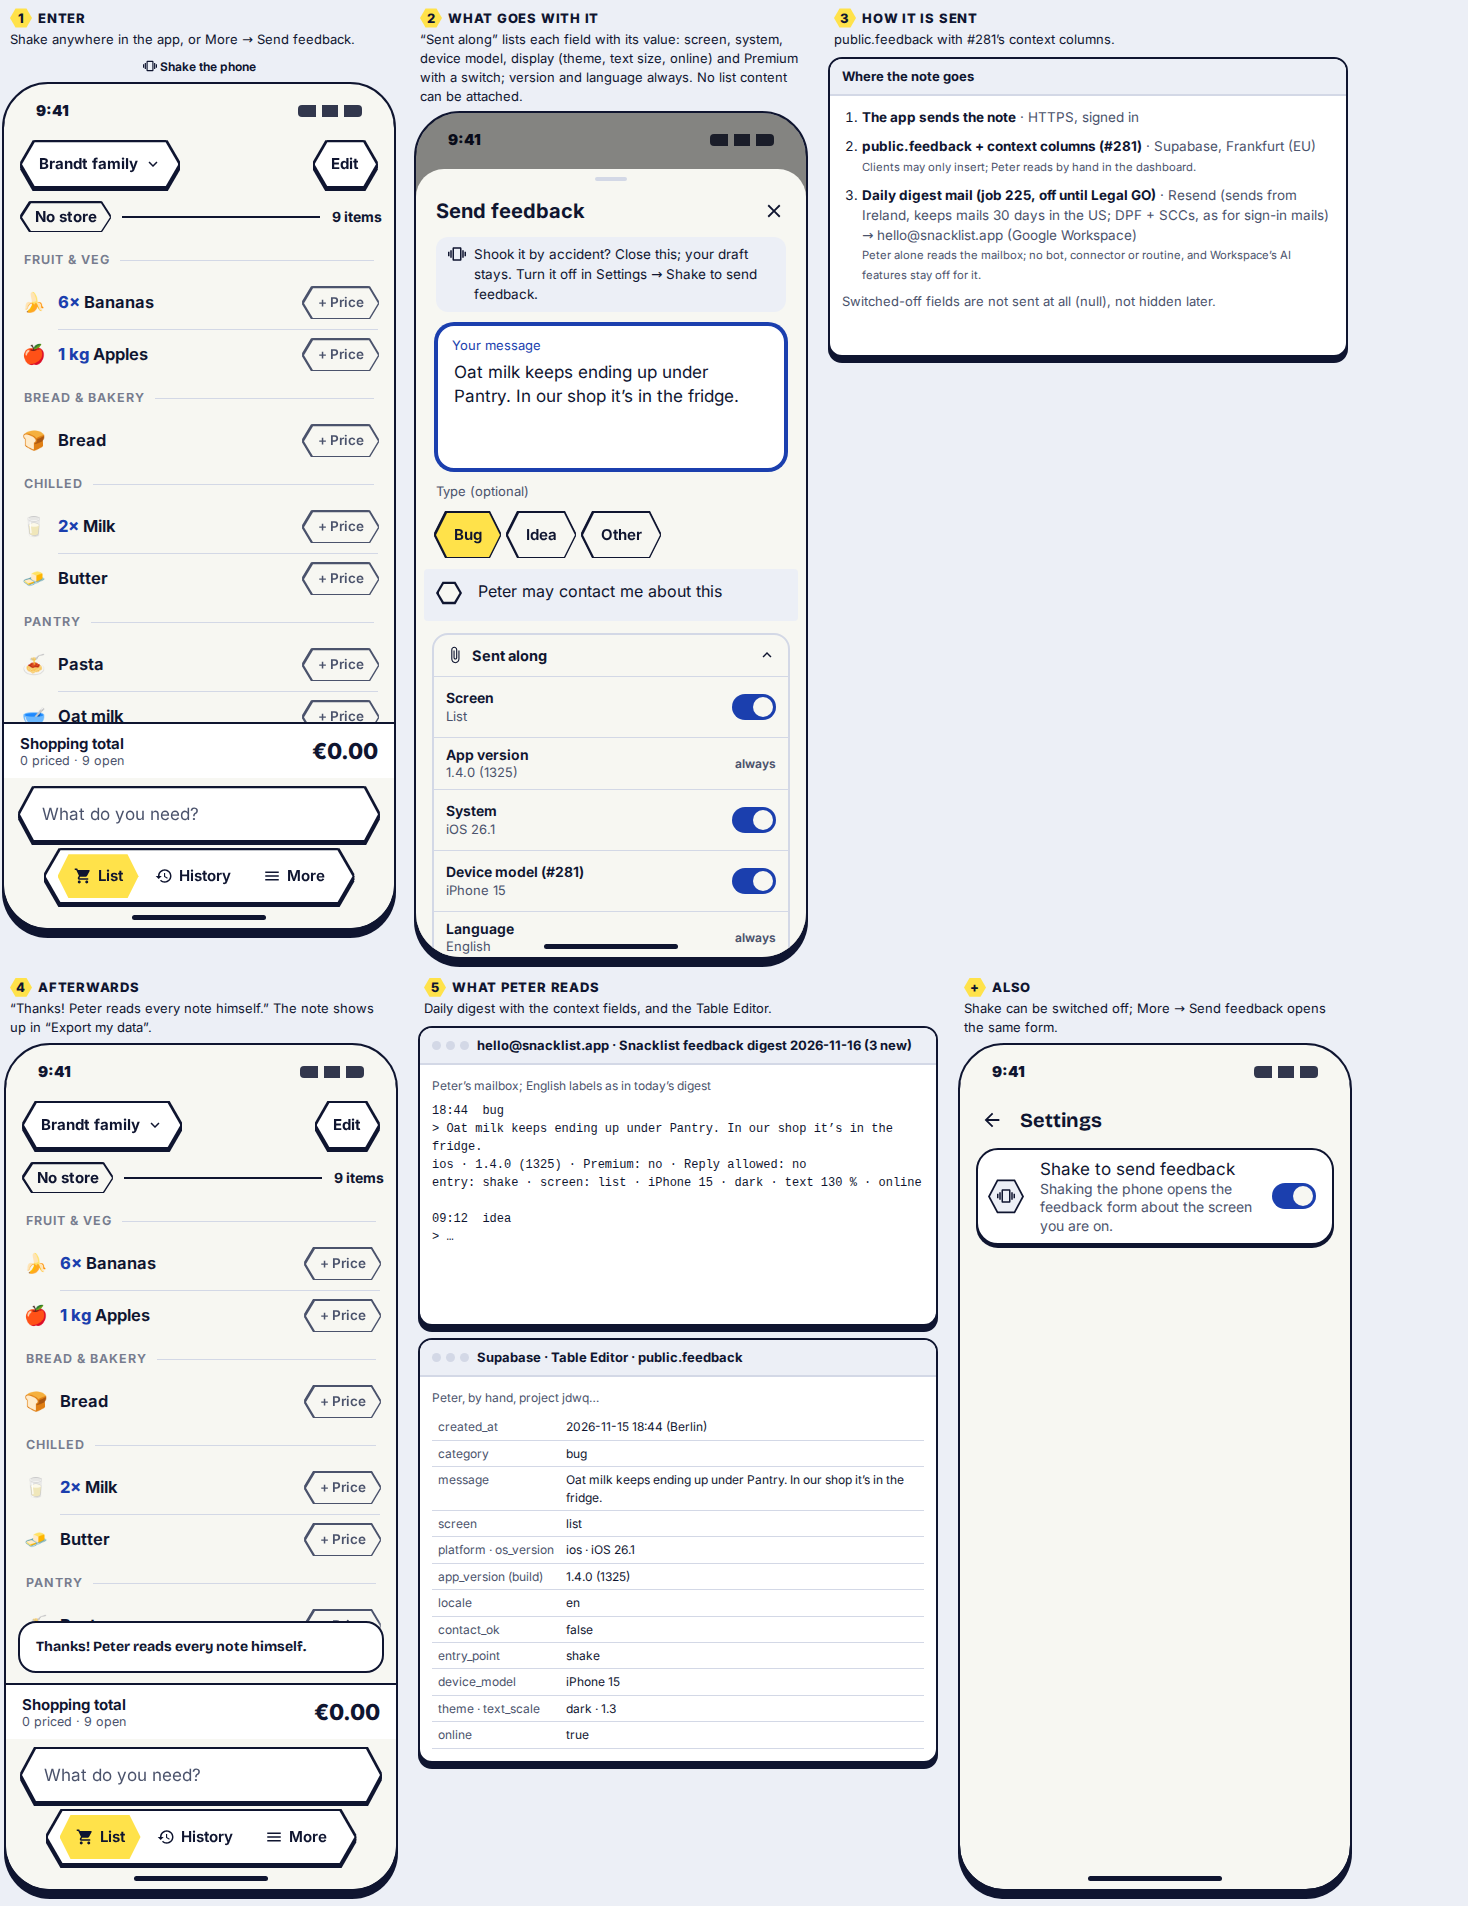 1 ENTER
Shake anywhere in the app, or More → Send feedback.
Shake the phone
9:41
Brandt family
Edit
No store
9 items
FRUIT & VEG
6× Bananas
+ Price
1 kg Apples
+ Price
BREAD & BAKERY
Bread
+ Price
CHILLED
2× Milk
+ Price
Butter
+ Price
PANTRY
Pasta
+ Price
Oat milk
+ Price
Shopping total
0 priced · 9 open
€0.00
What do you need?
List
History
More
2 WHAT GOES WITH IT
“Sent along” lists each field with its value: screen, system,
device model, display (theme, text size, online) and Premium
with a switch; version and language always. No list content
can be attached.
9:41
Send feedback
Shook it by accident? Close this; your draft
stays. Turn it off in Settings → Shake to send
feedback.
Your message
Oat milk keeps ending up under
Pantry. In our shop it’s in the fridge.
Type (optional)
Bug
Idea
Other
Peter may contact me about this
Sent along
Screen
List
App version
1.4.0 (1325)
always
System
iOS 26.1
Device model (#281)
iPhone 15
Language
English
always
3 HOW IT IS SENT
public.feedback with #281’s context columns.
Where the note goes
1. The app sends the note · HTTPS, signed in
2. public.feedback + context columns (#281) · Supabase, Frankfurt (EU)
Clients may only insert; Peter reads by hand in the dashboard.
3. Daily digest mail (job 225, off until Legal GO) · Resend (sends from
Ireland, keeps mails 30 days in the US; DPF + SCCs, as for sign-in mails)
→ hello@snacklist.app (Google Workspace)
Peter alone reads the mailbox; no bot, connector or routine, and Workspace’s AI
features stay off for it.
Switched-off fields are not sent at all (null), not hidden later.
4 AFTERWARDS
“Thanks! Peter reads every note himself.” The note shows
up in “Export my data”.
9:41
Brandt family
Edit
No store
9 items
FRUIT & VEG
6× Bananas
+ Price
1 kg Apples
+ Price
BREAD & BAKERY
Bread
+ Price
CHILLED
2× Milk
+ Price
Butter
+ Price
PANTRY
Thanks! Peter reads every note himself.
Shopping total
0 priced · 9 open
€0.00
What do you need?
List
History
More
5 WHAT PETER READS
Daily digest with the context fields, and the Table Editor.
hello@snacklist.app · Snacklist feedback digest 2026-11-16 (3 new)
Peter’s mailbox; English labels as in today’s digest
18:44 bug
> Oat milk keeps ending up under Pantry. In our shop it’s in the
fridge.
ios · 1.4.0 (1325) · Premium: no · Reply allowed: no
entry: shake · screen: list · iPhone 15 · dark · text 130 % · online
09:12 idea
> …
Supabase · Table Editor · public.feedback
Peter, by hand, project jdwq…
created_at 2026-11-15 18:44 (Berlin)
category bug
message Oat milk keeps ending up under Pantry. In our shop it’s in the
fridge.
screen list
platform · os_version ios · iOS 26.1
app_version (build) 1.4.0 (1325)
locale en
contact_ok false
entry_point shake
device_model iPhone 15
theme · text_scale dark · 1.3
online true
+ ALSO
Shake can be switched off; More → Send feedback opens
the same form.
9:41
Settings
Shake to send feedback
Shaking the phone opens the
feedback form about the screen
you are on.